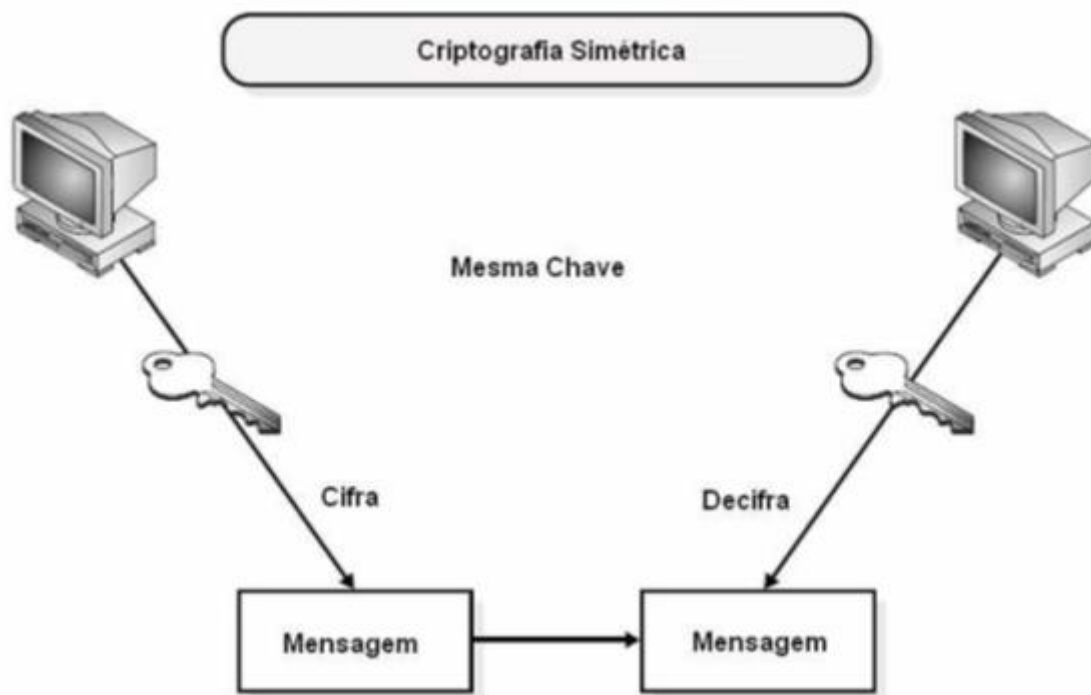 Criptografia Simétrica
Mesma Chave
Cifra
Decifra
Mensagem
Mensagem